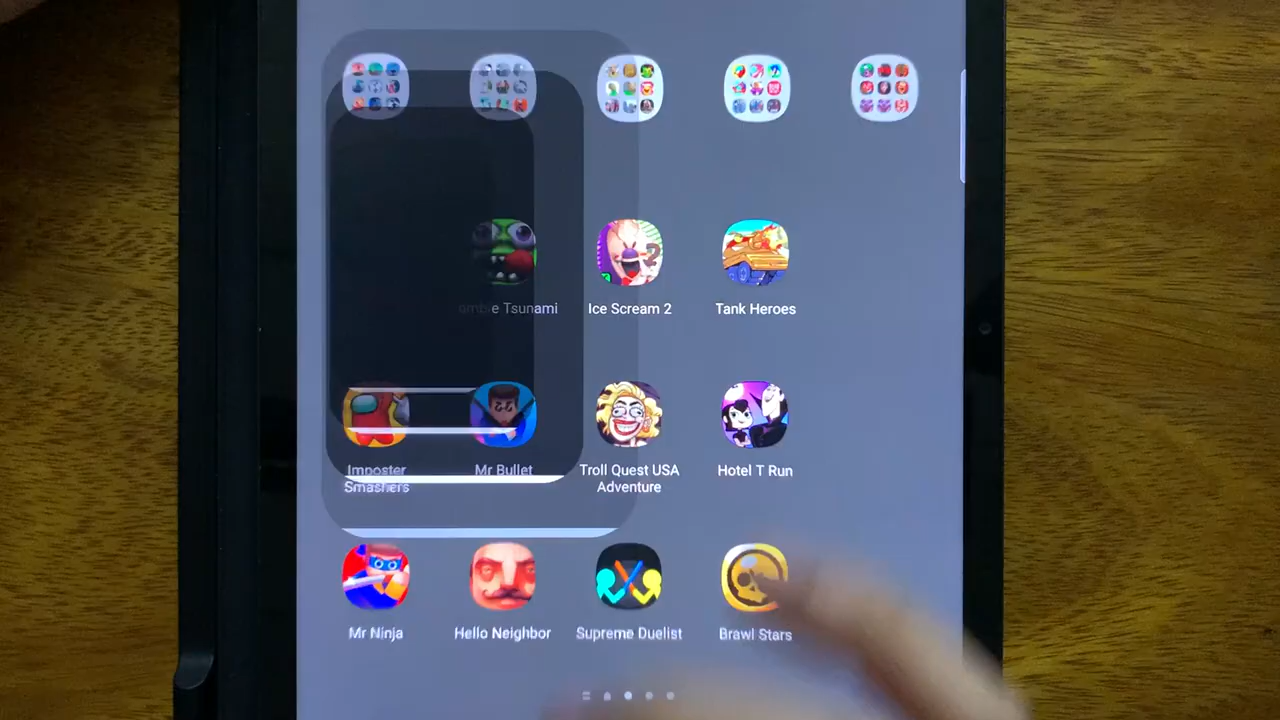 ombie Tsunami
Ice Scream 2
Tank Heroes
Imposter
Smashers
Mr Bullet
Troll Quest USA
Adventure
Hotel T Run
Mr Ninja
Hello Neighbor
Supreme Duelist
Brawl Stars